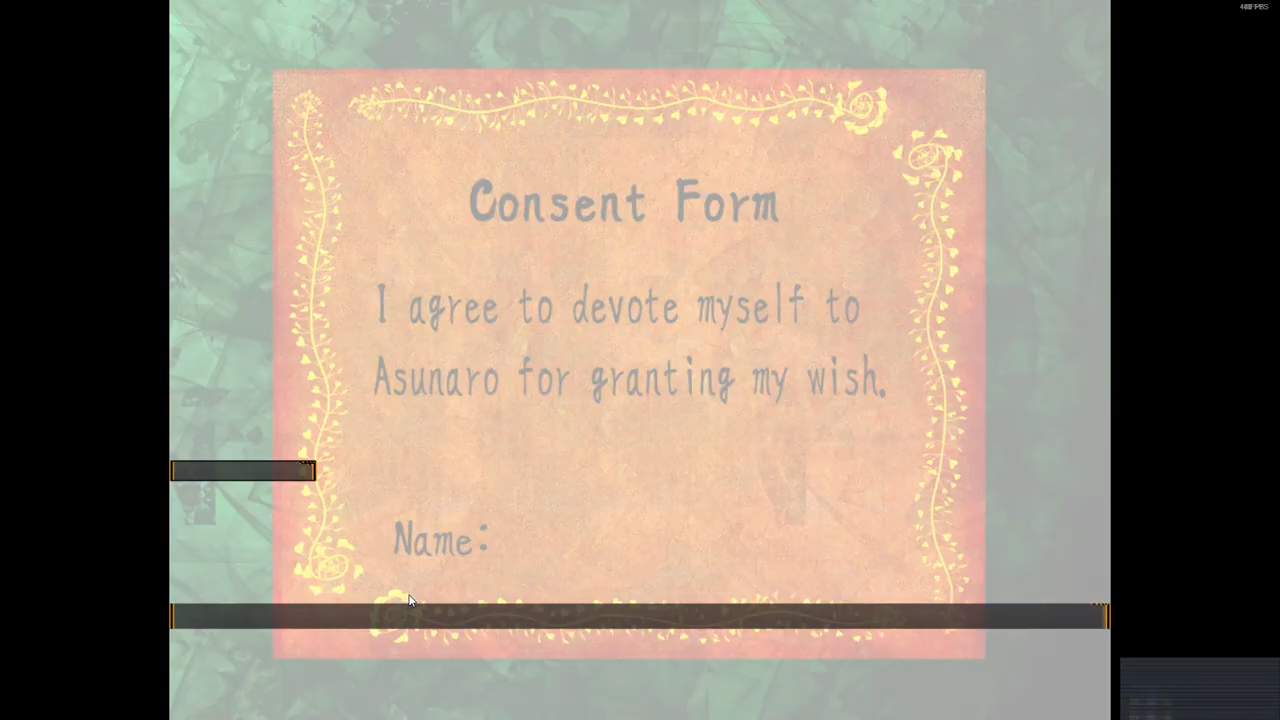 Consent Form
I agree to devote myself to
Asunaro for granting my wish.
Name: